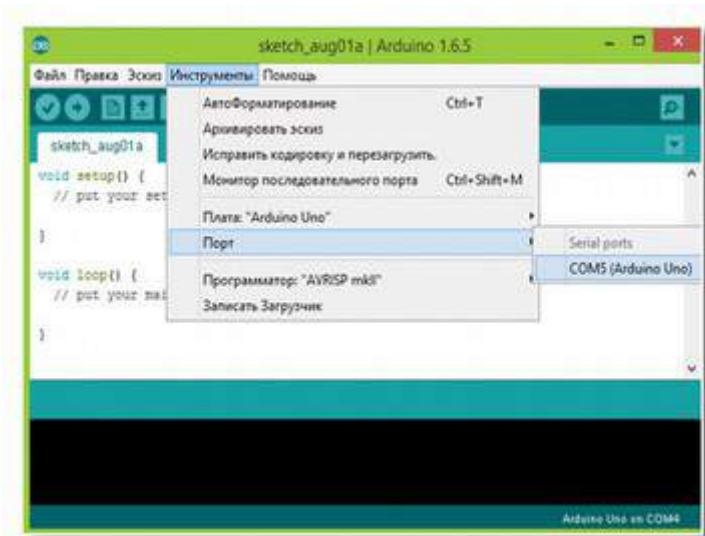 sketch_aug01a | Arduino 1.6.5
Файл Правка Эскиз Инструменты Помощь
АвтоФорматирование Ctrl+T
Архивировать эскиз
sketch_aug01a
Исправить кодировку и перезагрузить.
Монитор последовательного порта Ctrl+Shift+M
void setup() {
// put your set
Плата: "Arduino Uno"
}
Порт
Serial ports
COM5 (Arduino Uno)
void loop() {
// put your mai
Программатор: "AVRISP mkII"
Записать Загрузчик
}
Arduino Uno on COM4